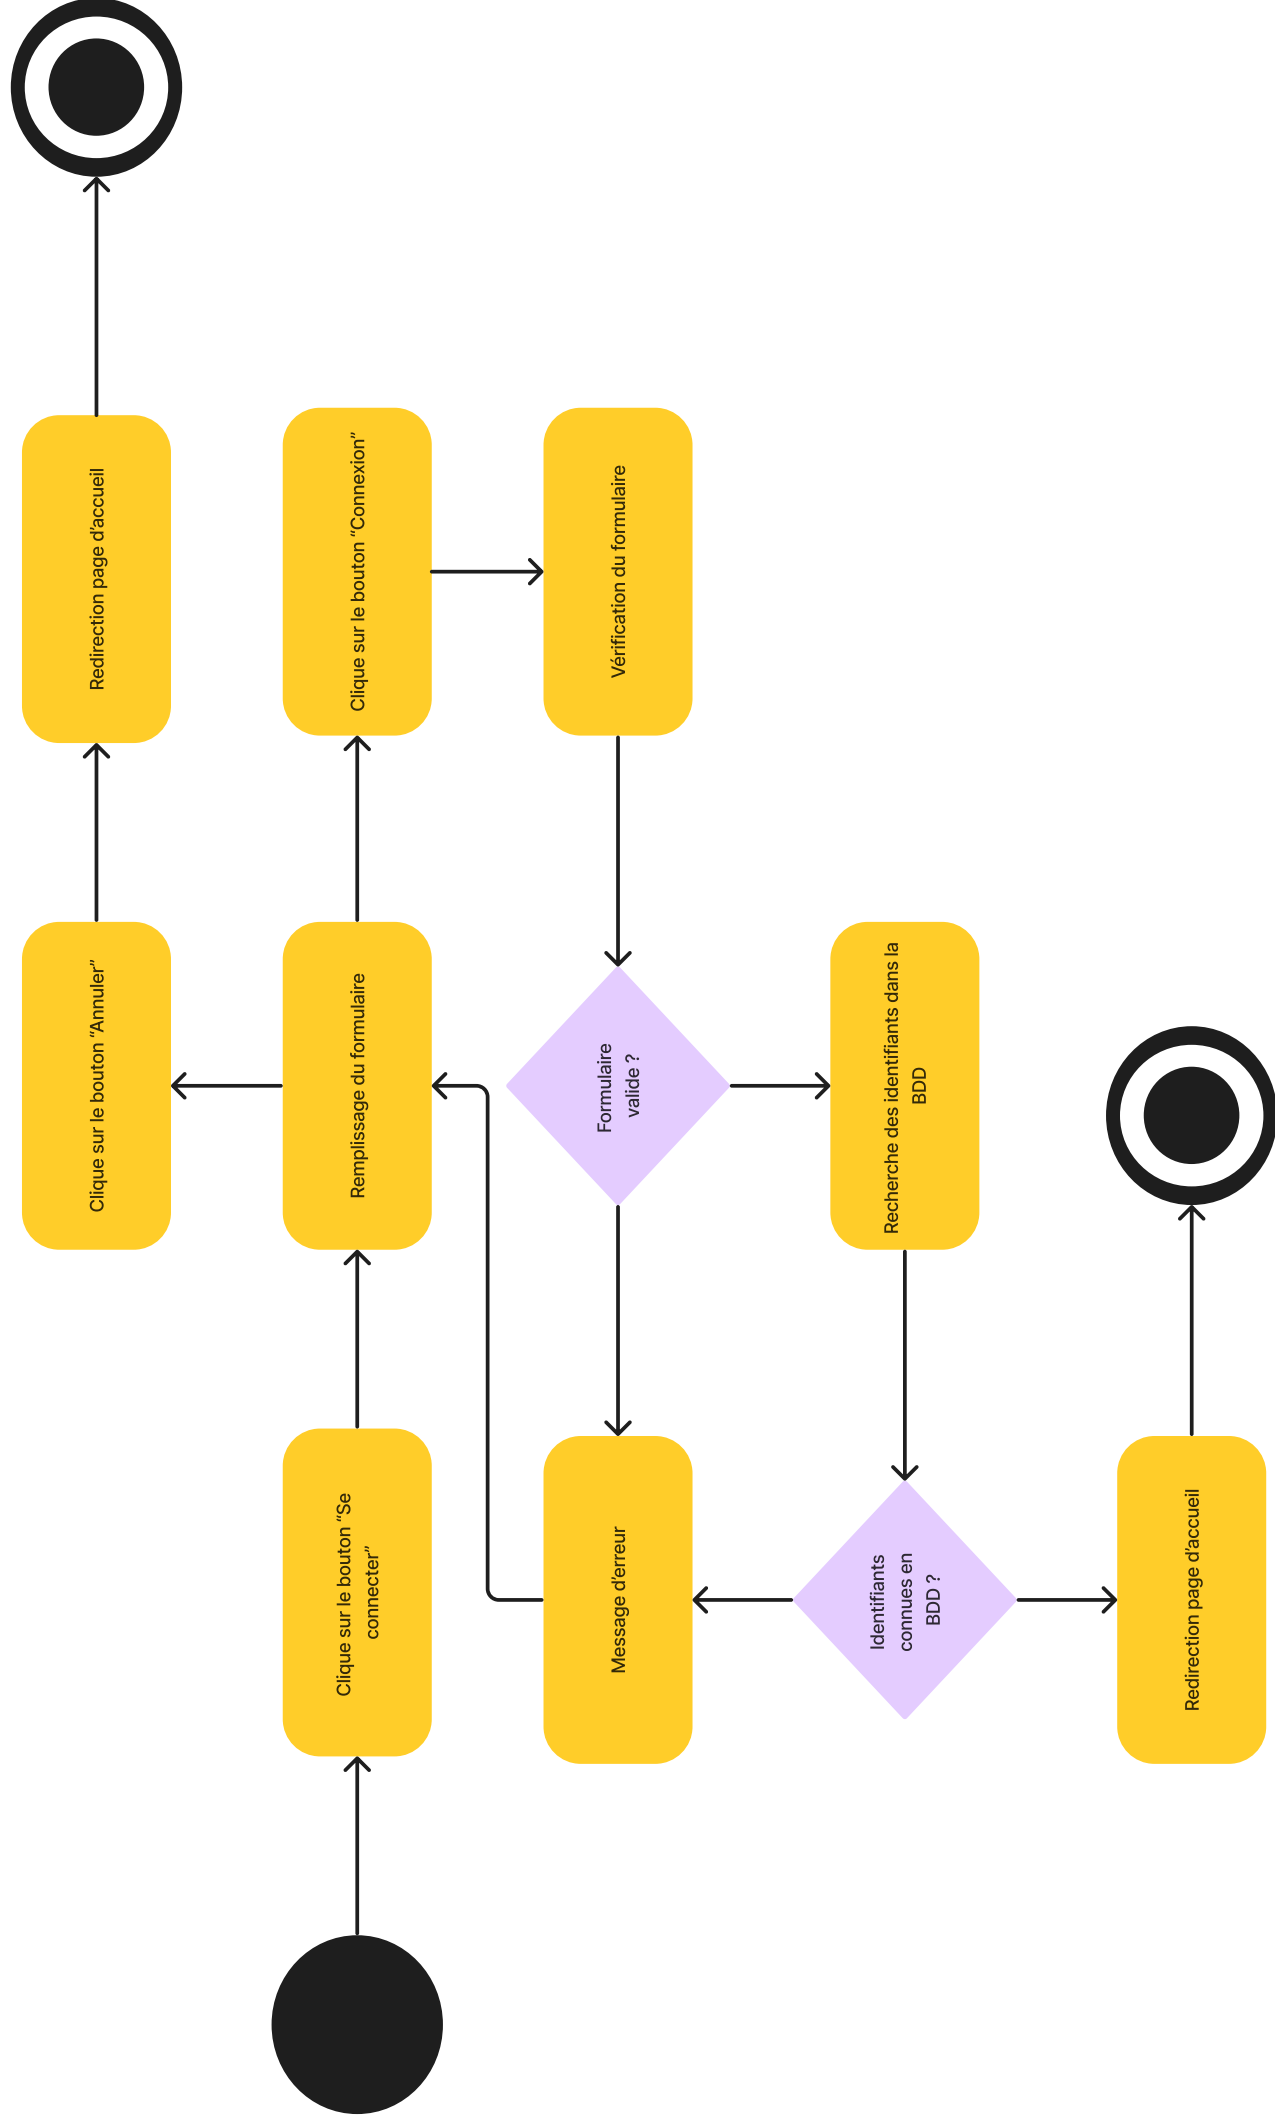 Clique sur le bouton “Annuler”
Redirection page d’accueil
Clique sur le bouton “Se
connecter”
Remplissage du formulaire
Clique sur le bouton “Connexion”
Message d’erreur
Formulaire
valide ?
Vérification du formulaire
Identifiants
connues en
BDD ?
Recherche des identifiants dans la
BDD
Redirection page d’accueil